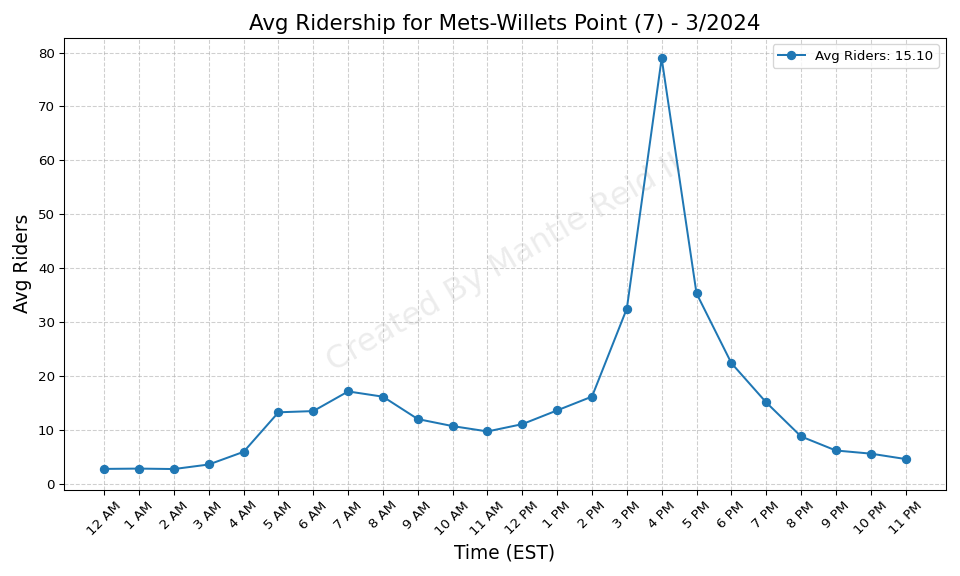 Avg Ridership for Mets-Willets Point (7) - 3/2024
Avg Riders: 15.10
Avg Riders
80
70
60
50
40
30
20
10
0
Created By Mantie Reid II
12 AM
1 AM
2 AM
3 AM
4 AM
5 AM
6 AM
7 AM
8 AM
9 AM
10 AM
11 AM
12 PM
1 PM
2 PM
3 PM
4 PM
5 PM
6 PM
7 PM
8 PM
9 PM
10 PM
11 PM
Time (EST)